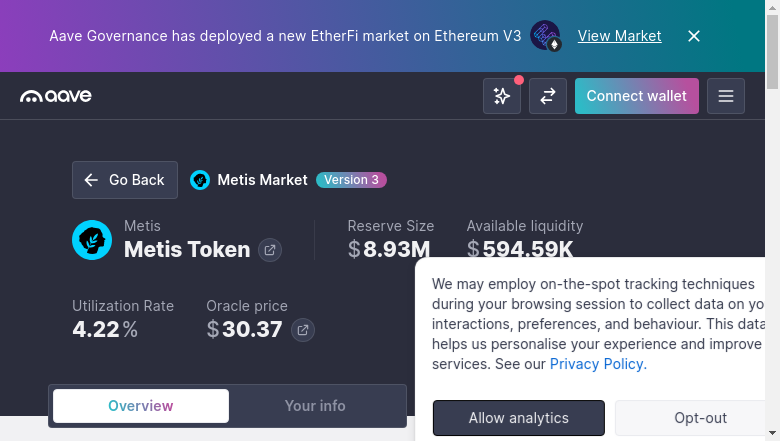 Aave Governance has deployed a new EtherFi market on Ethereum V3 View Market
aave
Connect wallet
Go Back
Metis Market Version 3
Metis
Metis Token
Reserve Size
$8.93M
Available liquidity
$594.59K
Utilization Rate
4.22%
Oracle price
$30.37
We may employ on-the-spot tracking techniques
during your browsing session to collect data on yo
interactions, preferences, and behaviour. This data
helps us personalise your experience and improve
services. See our Privacy Policy.
Overview
Your info
Allow analytics
Opt-out